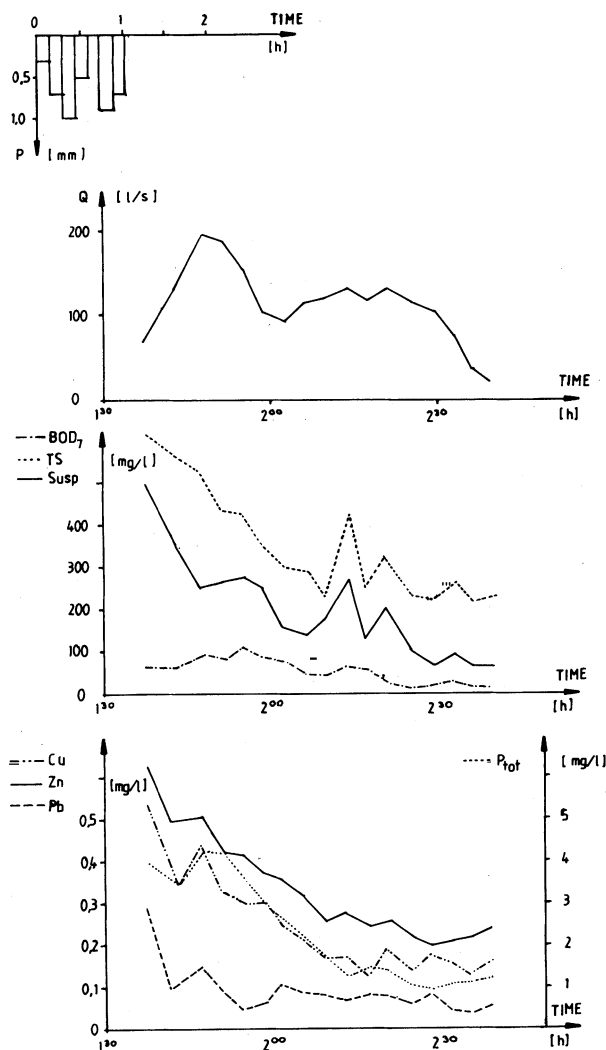 0 1 2 TIME
[h]
0,5
1,0
P [mm]
Q [l/s]
200
100
0
TIME
1³⁰ 2⁰⁰ 2³⁰ [h]
BOD₇
TS
Susp
[mg/l]
400
300
200
100
0
TIME
1³⁰ 2⁰⁰ 2³⁰ [h]
Cu
Zn
Pb
[mg/l]
P_tot
[mg/l]
0,5 5
0,4 4
0,3 3
0,2 2
0,1 1
0
TIME
1³⁰ 2⁰⁰ 2³⁰ [h]